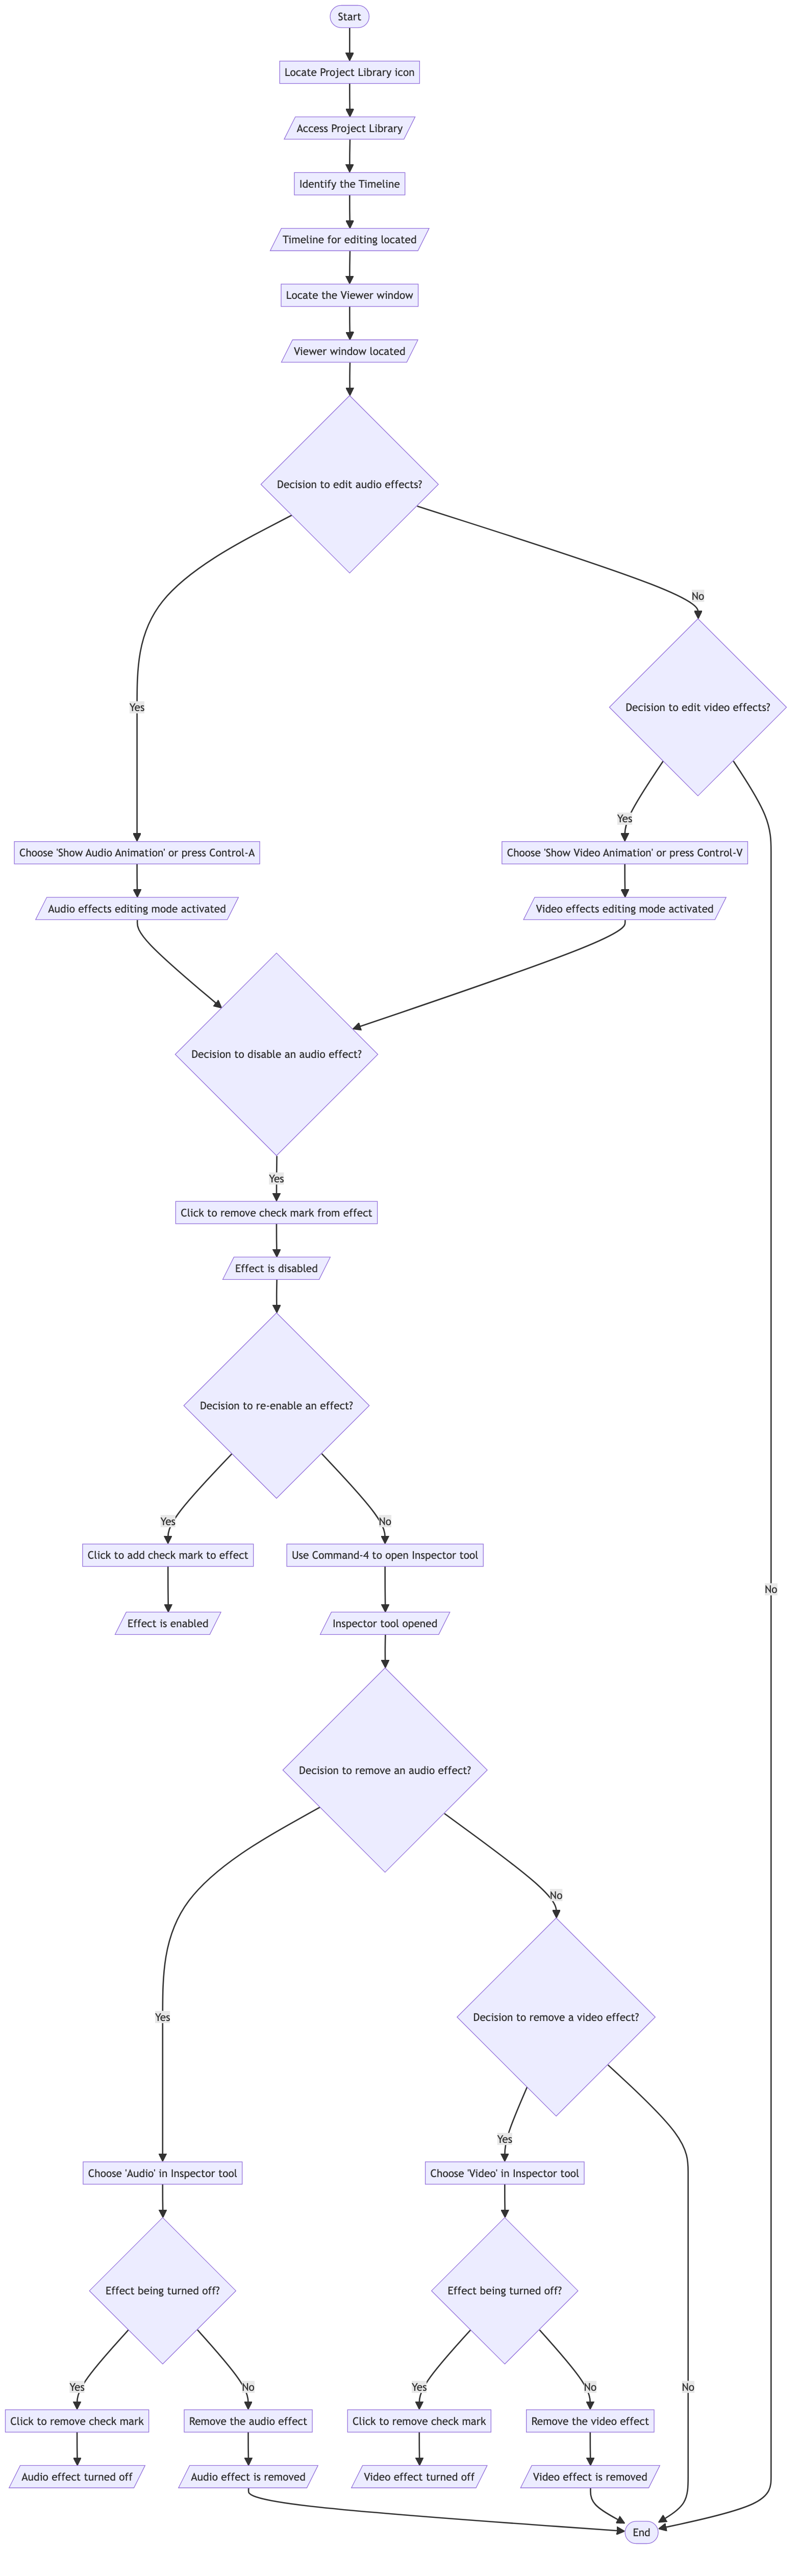 Start
Locate Project Library icon
Access Project Library
Identify the Timeline
Timeline for editing located
Locate the Viewer window
Viewer window located
Decision to edit audio effects?
No
Yes
Decision to edit video effects?
Yes
Choose 'Show Audio Animation' or press Control-A
Choose 'Show Video Animation' or press Control-V
Audio effects editing mode activated
Video effects editing mode activated
Decision to disable an audio effect?
Yes
Click to remove check mark from effect
Effect is disabled
Decision to re-enable an effect?
Yes
No
Click to add check mark to effect
Use Command-4 to open Inspector tool
No
Effect is enabled
Inspector tool opened
Decision to remove an audio effect?
No
Yes
Decision to remove a video effect?
Yes
Choose 'Audio' in Inspector tool
Choose 'Video' in Inspector tool
Effect being turned off?
Effect being turned off?
Yes
No
Yes
No
No
Click to remove check mark
Remove the audio effect
Click to remove check mark
Remove the video effect
Audio effect turned off
Audio effect is removed
Video effect turned off
Video effect is removed
End